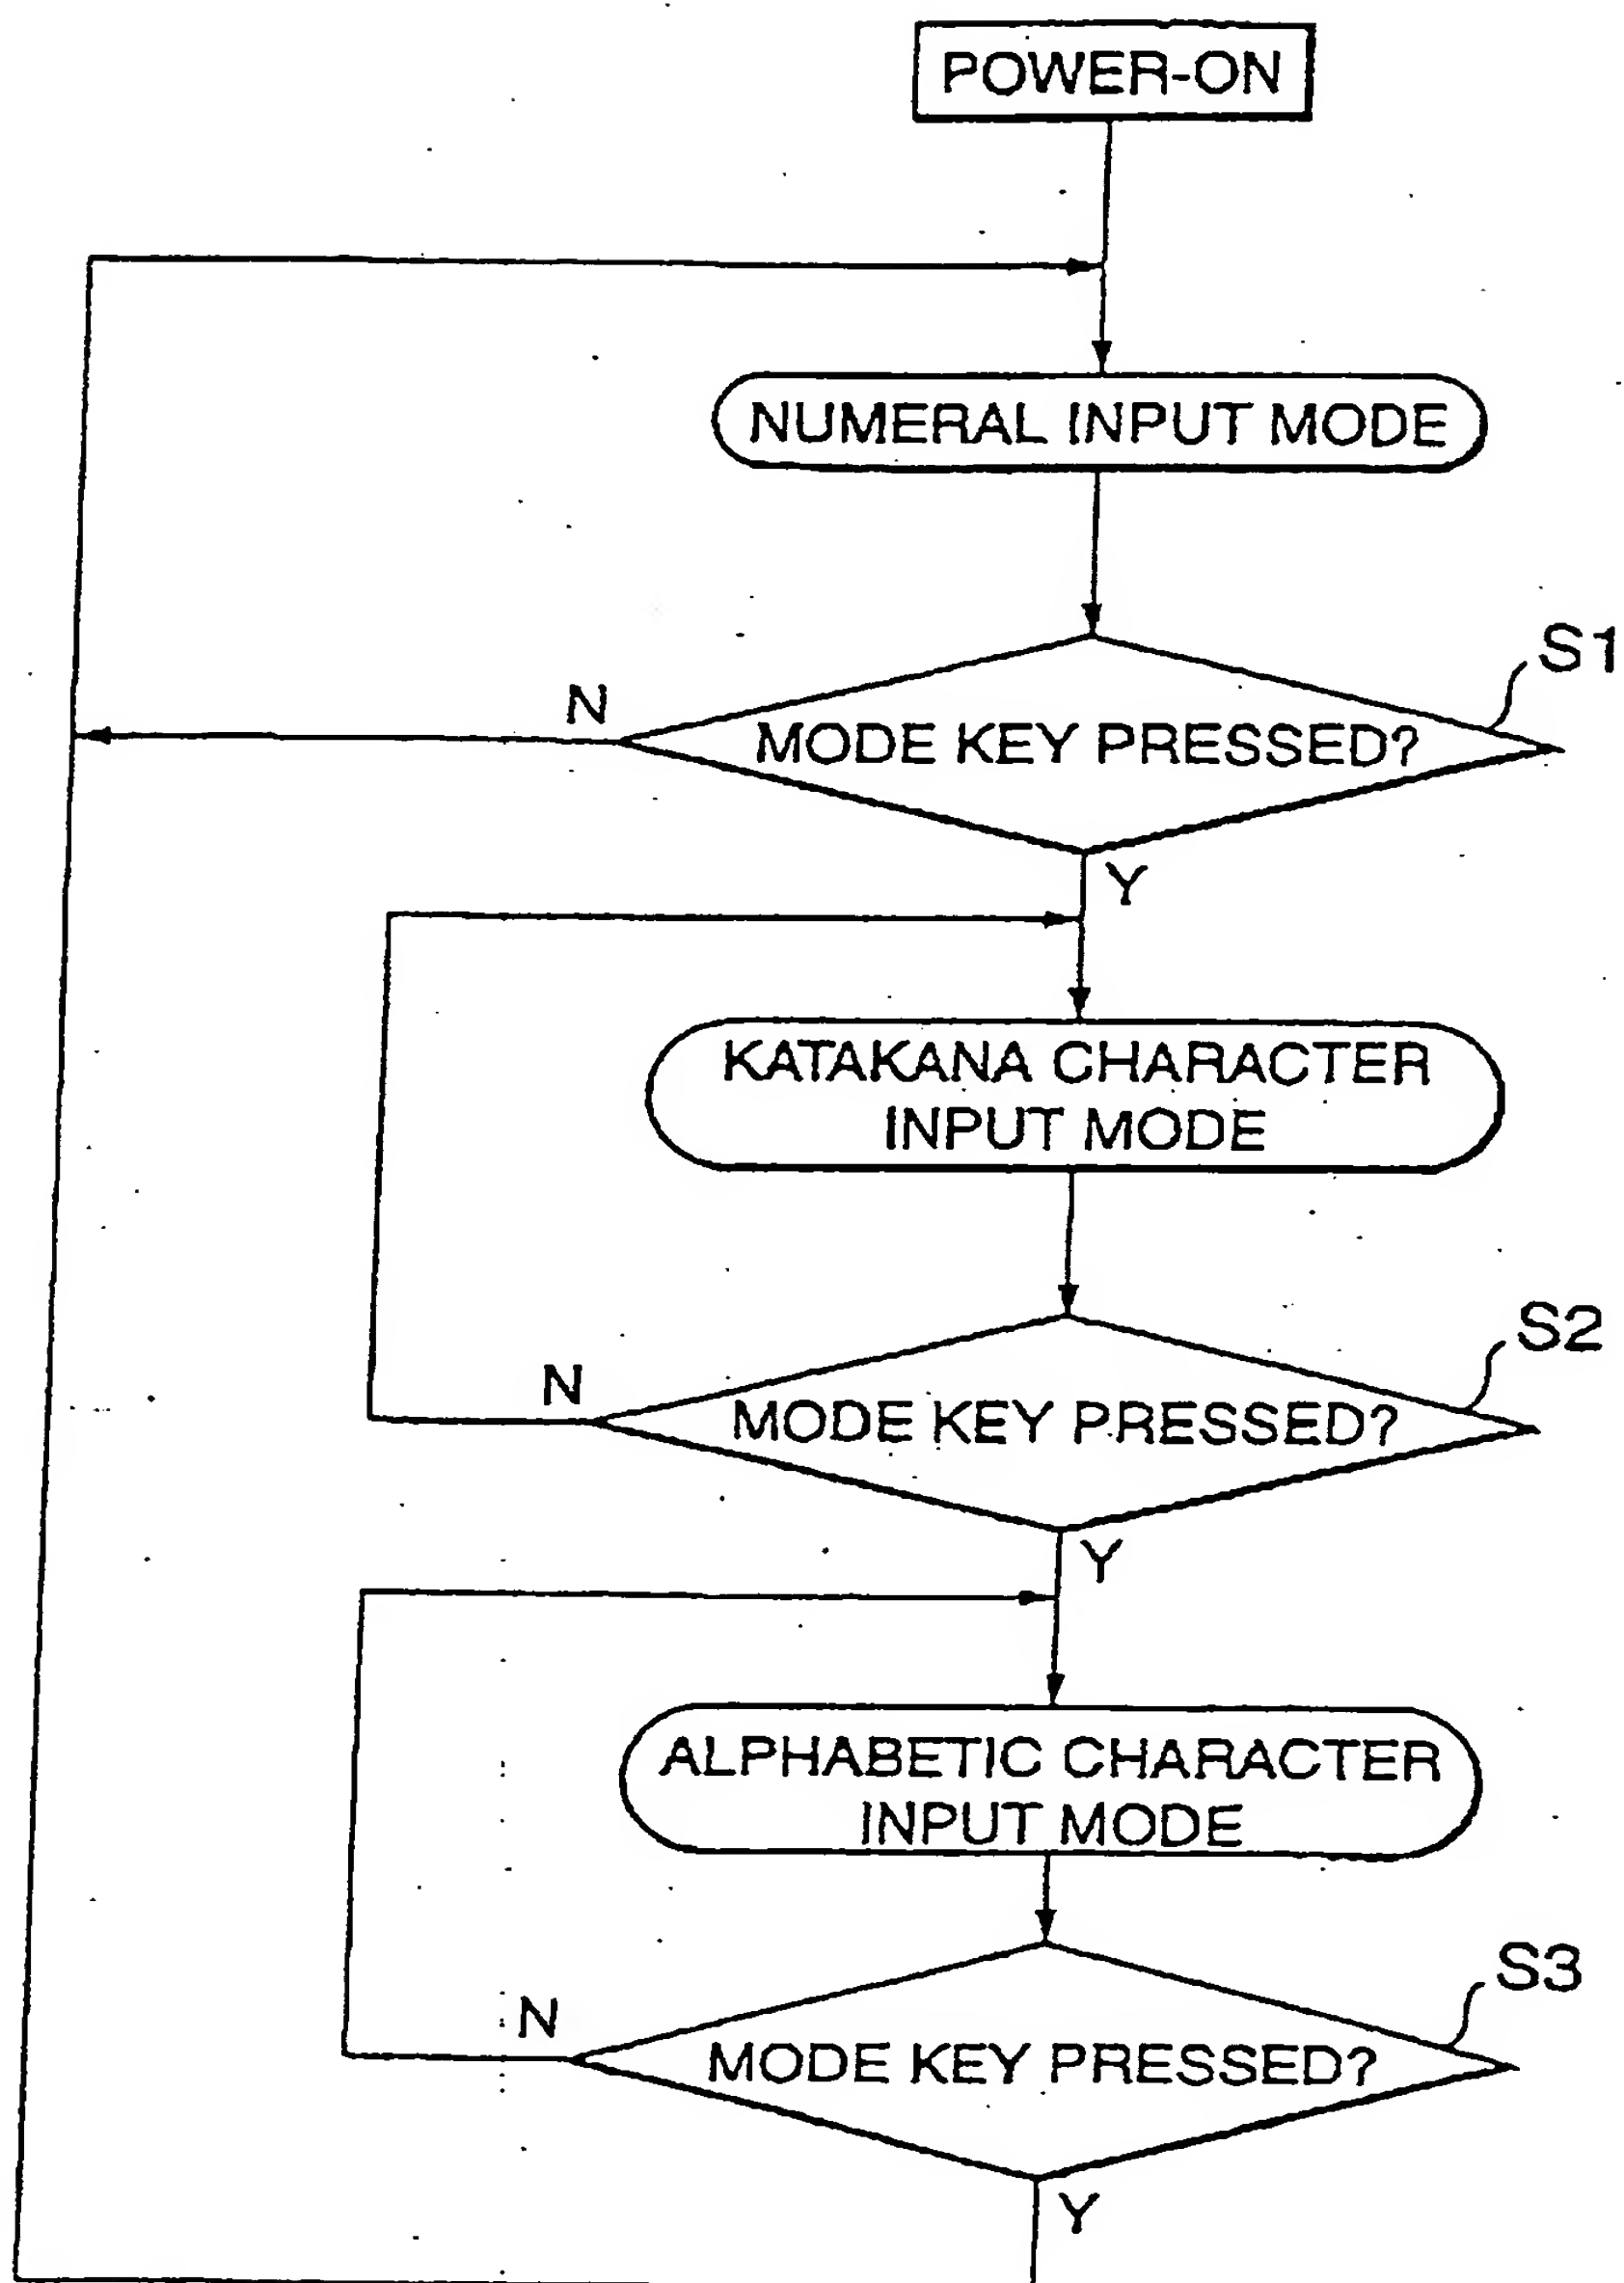 POWER-ON
NUMERAL INPUT MODE
S1
N
MODE KEY PRESSED?
Y
KATAKANA CHARACTER
INPUT MODE
S2
N
MODE KEY PRESSED?
Y
ALPHABETIC CHARACTER
INPUT MODE
S3
N
MODE KEY PRESSED?
Y